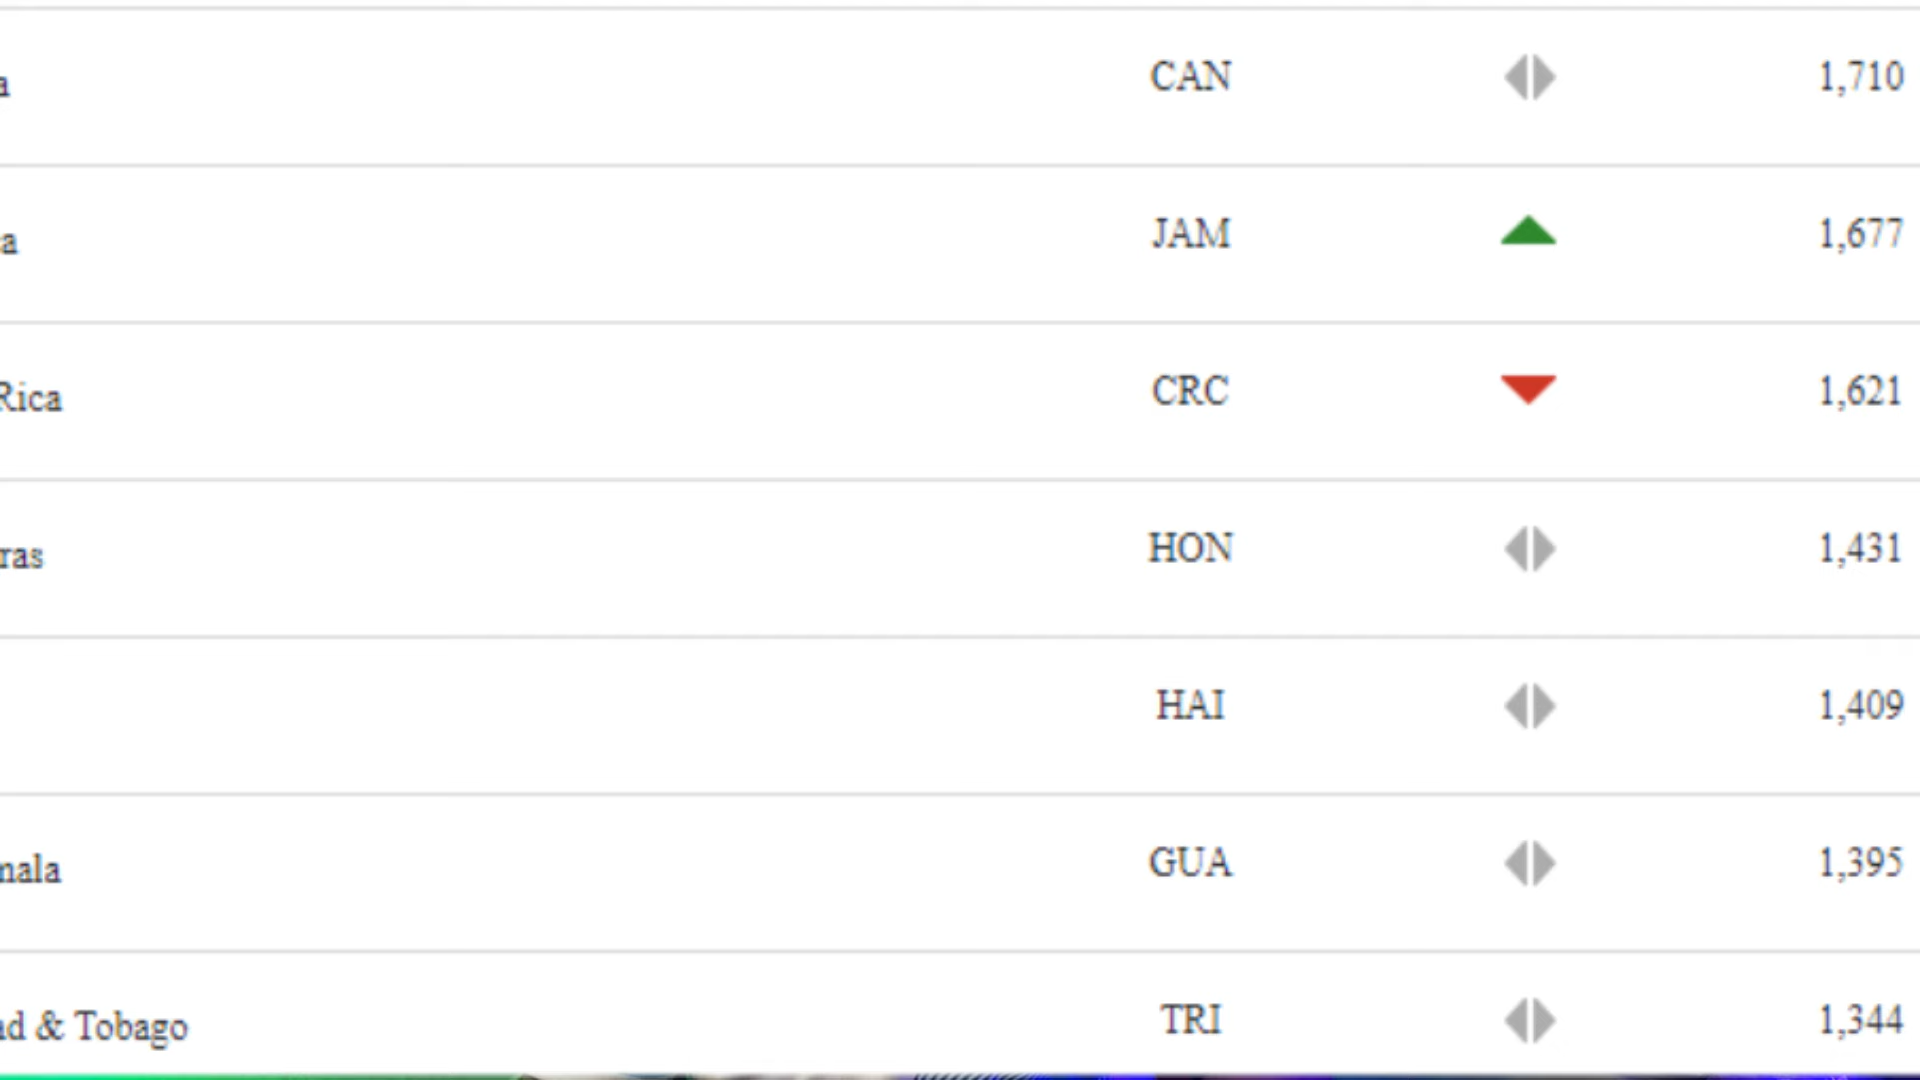 a CAN 1,710
a JAM 1,677
Rica CRC 1,621
ras HON 1,431
HAI 1,409
GUA 1,395
mala
TRI 1,344
ad & Tobago